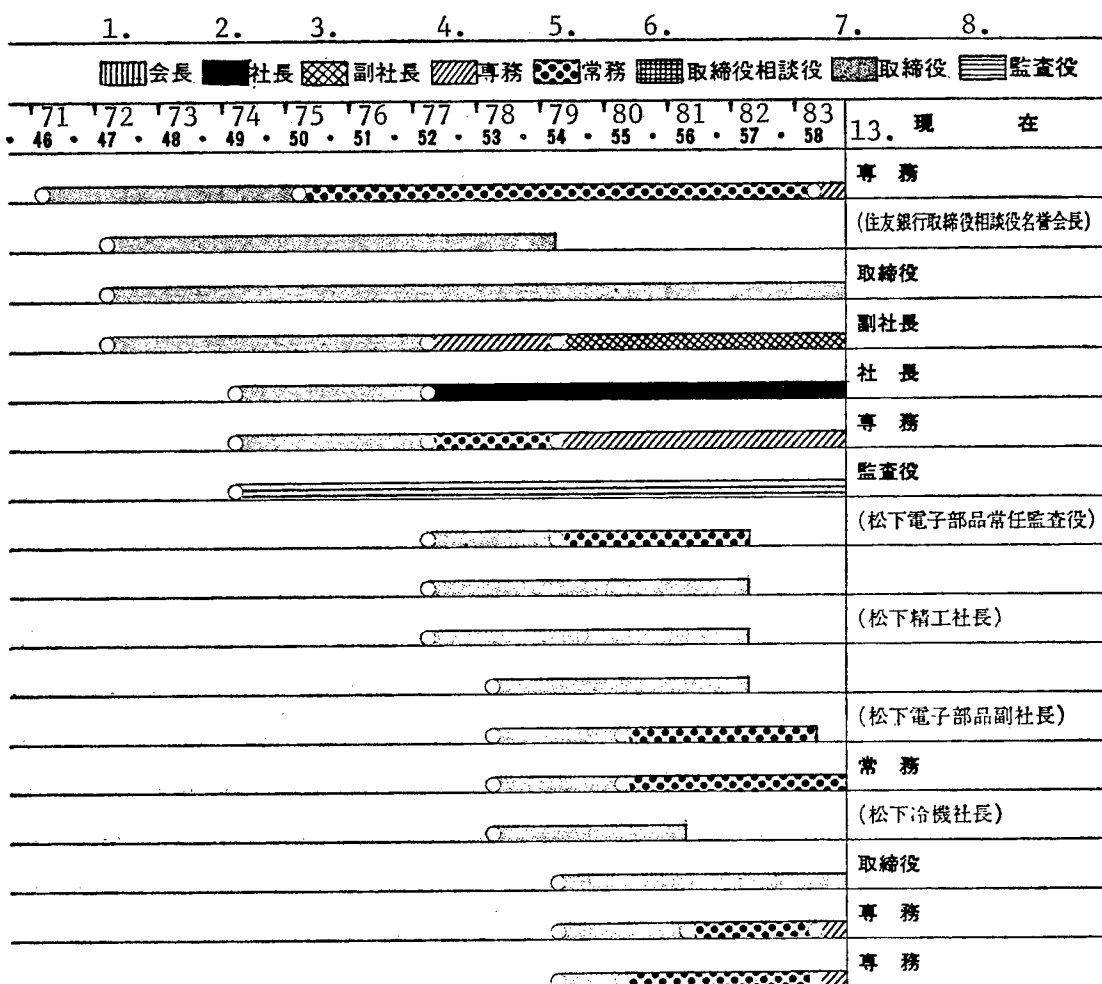 1. 2. 3. 4. 5. 6. 7. 8.
会長 社長 副社長 専務 常務 取締役相談役 取締役 監査役
71 72 73 74 75 76 77 78 79 80 81 82 83
・46・47・48・49・50・51・52・53・54・55・56・57・58
13. 現在
専務
(住友銀行取締役相談役名誉会長)
取締役
副社長
社長
専務
監査役
(松下電子部品常任監査役)
(松下精工社長)
(松下電子部品副社長)
常務
(松下冷機社長)
取締役
専務
専務